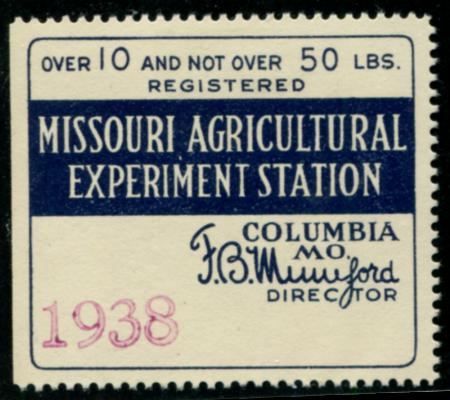 OVER 10 AND NOT OVER 50 LBS.
REGISTERED
MISSOURI AGRICULTURAL
EXPERIMENT STATION
COLUMBIA
MO.
F.B. Mumford
DIRECTOR
1938